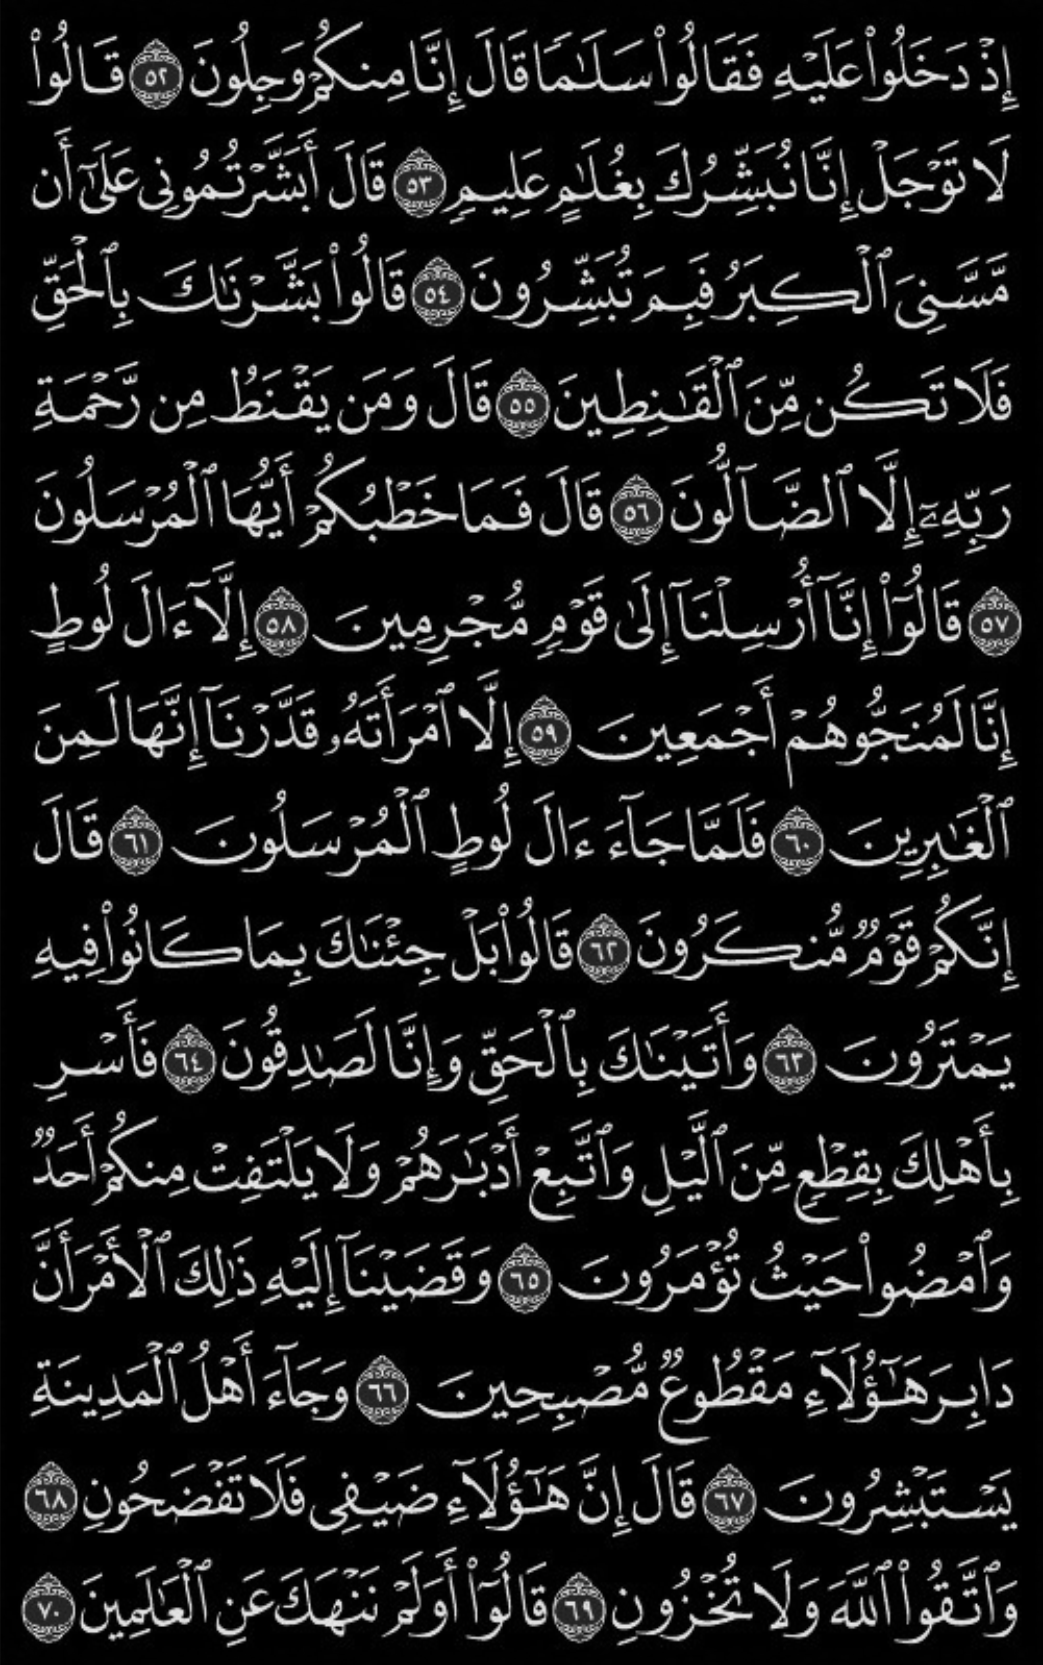 إِذْ دَخَلُوا۟ عَلَيْهِ فَقَالُوا۟ سَلَـٰمًا قَالَ إِنَّا مِنكُمْ وَجِلُونَ ٥٢ قَالُوا۟
لَا تَوْجَلْ إِنَّا نُبَشِّرُكَ بِغُلَـٰمٍ عَلِيمٍ ٥٣ قَالَ أَبَشَّرْتُمُونِى عَلَىٰٓ أَن
مَّسَّنِىَ ٱلْكِبَرُ فَبِمَ تُبَشِّرُونَ ٥٤ قَالُوا۟ بَشَّرْنَـٰكَ بِٱلْحَقِّ
فَلَا تَكُن مِّنَ ٱلْقَـٰنِطِينَ ٥٥ قَالَ وَمَن يَقْنَطُ مِن رَّحْمَةِ
رَبِّهِۦٓ إِلَّا ٱلضَّآلُّونَ ٥٦ قَالَ فَمَا خَطْبُكُمْ أَيُّهَا ٱلْمُرْسَلُونَ
٥٧ قَالُوٓا۟ إِنَّآ أُرْسِلْنَآ إِلَىٰ قَوْمٍ مُّجْرِمِينَ ٥٨ إِلَّآ ءَالَ لُوطٍ
إِنَّا لَمُنَجُّوهُمْ أَجْمَعِينَ ٥٩ إِلَّا ٱمْرَأَتَهُۥ قَدَّرْنَآ إِنَّهَا لَمِنَ
ٱلْغَـٰبِرِينَ ٦٠ فَلَمَّا جَآءَ ءَالَ لُوطٍ ٱلْمُرْسَلُونَ ٦١ قَالَ
إِنَّكُمْ قَوْمٌ مُّنكَرُونَ ٦٢ قَالُوا۟ بَلْ جِئْنَـٰكَ بِمَا كَانُوا۟ فِيهِ
يَمْتَرُونَ ٦٣ وَأَتَيْنَـٰكَ بِٱلْحَقِّ وَإِنَّا لَصَـٰدِقُونَ ٦٤ فَأَسْرِ
بِأَهْلِكَ بِقِطْعٍ مِّنَ ٱلَّيْلِ وَٱتَّبِعْ أَدْبَـٰرَهُمْ وَلَا يَلْتَفِتْ مِنكُمْ أَحَدٌ
وَٱمْضُوا۟ حَيْثُ تُؤْمَرُونَ ٦٥ وَقَضَيْنَآ إِلَيْهِ ذَٰلِكَ ٱلْأَمْرَ أَنَّ
دَابِرَ هَـٰٓؤُلَآءِ مَقْطُوعٌ مُّصْبِحِينَ ٦٦ وَجَآءَ أَهْلُ ٱلْمَدِينَةِ
يَسْتَبْشِرُونَ ٦٧ قَالَ إِنَّ هَـٰٓؤُلَآءِ ضَيْفِى فَلَا تَفْضَحُونِ ٦٨
وَٱتَّقُوا۟ ٱللَّهَ وَلَا تُخْزُونِ ٦٩ قَالُوٓا۟ أَوَلَمْ نَنْهَكَ عَنِ ٱلْعَـٰلَمِينَ ٧٠